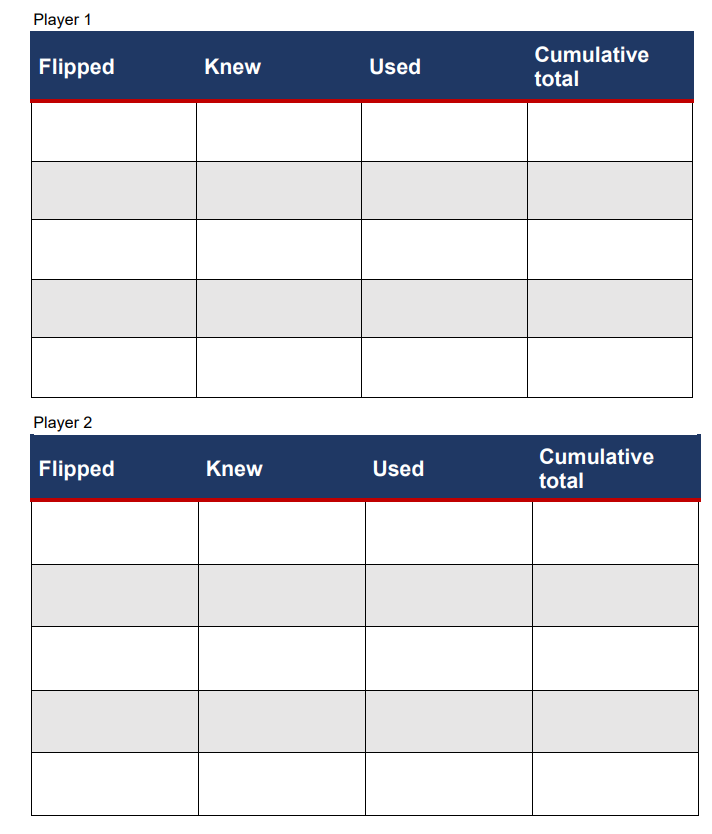 Player 1
Flipped Knew Used Cumulative total
Player 2
Flipped Knew Used Cumulative total